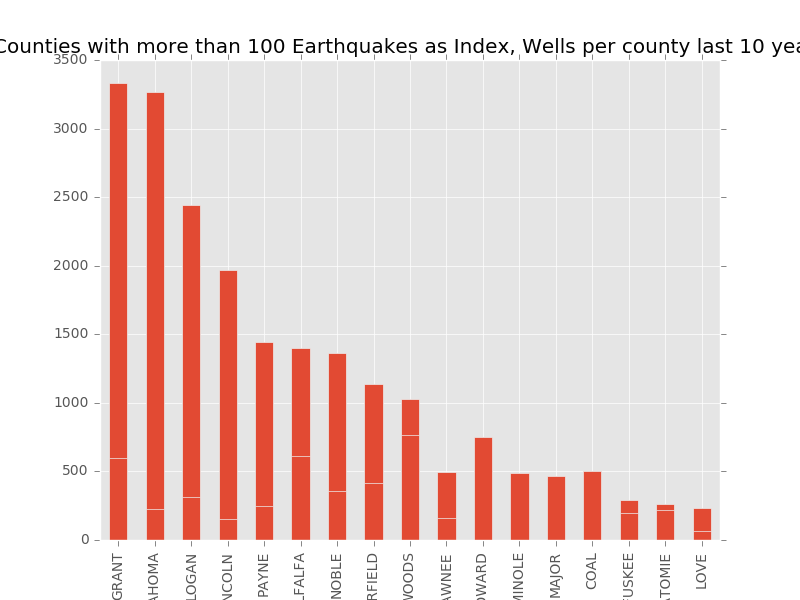 Counties with more than 100 Earthquakes as Index, Wells per county last 10 yea
3500
3000
2500
2000
1500
1000
500
0
GRANT
AHOMA
LOGAN
NCOLN
PAYNE
LFALFA
NOBLE
RFIELD
WOODS
AWNEE
DWARD
MINOLE
MAJOR
COAL
USKEE
ATOMIE
LOVE